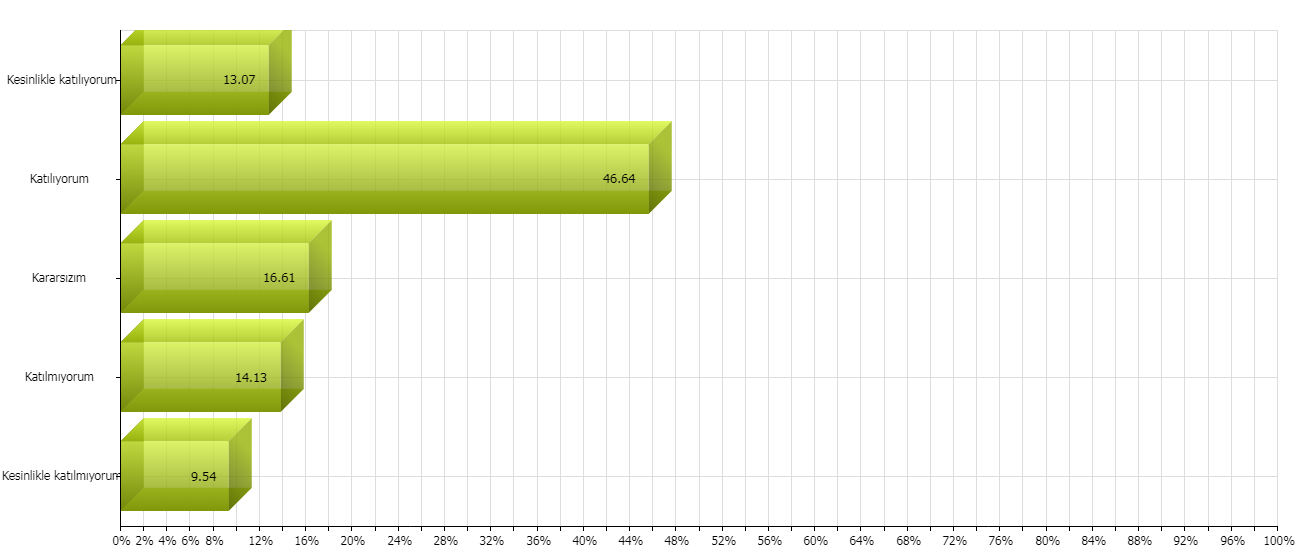 Kesinlikle katılıyorum
13.07
Katılıyorum
46.64
Kararsızım
16.61
Katılmıyorum
14.13
Kesinlikle katılmıyorum
9.54
0% 2% 4% 6% 8% 12% 16% 20% 24% 28% 32% 36% 40% 44% 48% 52% 56% 60% 64% 68% 72% 76% 80% 84% 88% 92% 96% 100%